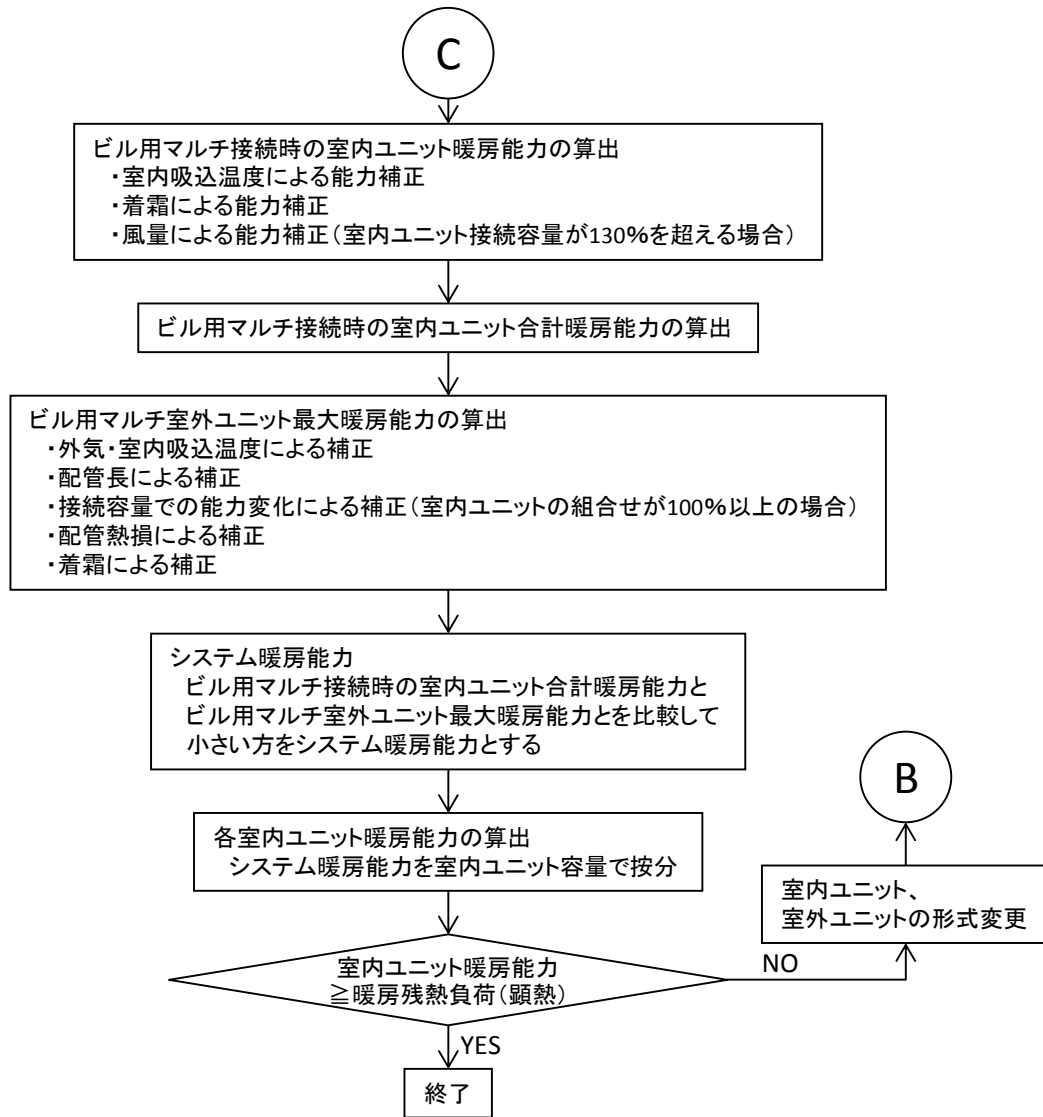 C
ビル用マルチ接続時の室内ユニット暖房能力の算出
・室内吸込温度による能力補正
・着霜による能力補正
・風量による能力補正（室内ユニット接続容量が130%を超える場合）
ビル用マルチ接続時の室内ユニット合計暖房能力の算出
ビル用マルチ室外ユニット最大暖房能力の算出
・外気・室内吸込温度による補正
・配管長による補正
・接続容量での能力変化による補正（室内ユニットの組合せが100%以上の場合）
・配管熱損による補正
・着霜による補正
システム暖房能力
ビル用マルチ接続時の室内ユニット合計暖房能力と
ビル用マルチ室外ユニット最大暖房能力とを比較して
小さい方をシステム暖房能力とする
各室内ユニット暖房能力の算出
システム暖房能力を室内ユニット容量で按分
室内ユニット暖房能力
≧暖房残熱負荷（顕熱）
NO
室内ユニット、
室外ユニットの形式変更
B
YES
終了